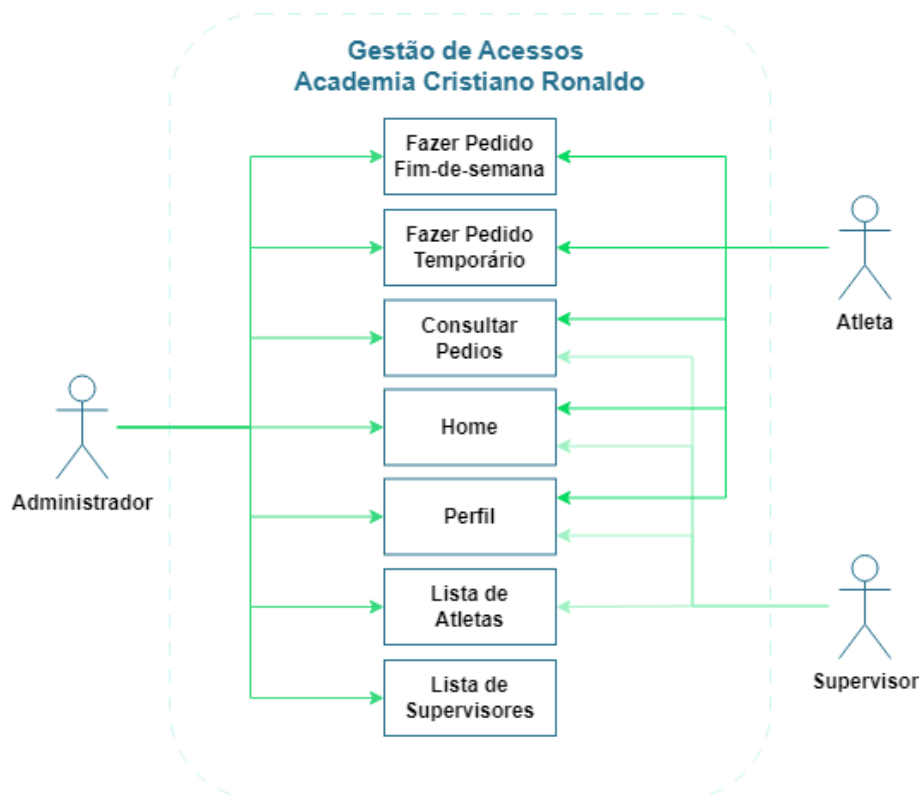 Gestão de Acessos
Academia Cristiano Ronaldo
Fazer Pedido
Fim-de-semana
Fazer Pedido
Temporário
Consultar
Pedios
Home
Perfil
Lista de
Atletas
Lista de
Supervisores
Administrador
Atleta
Supervisor